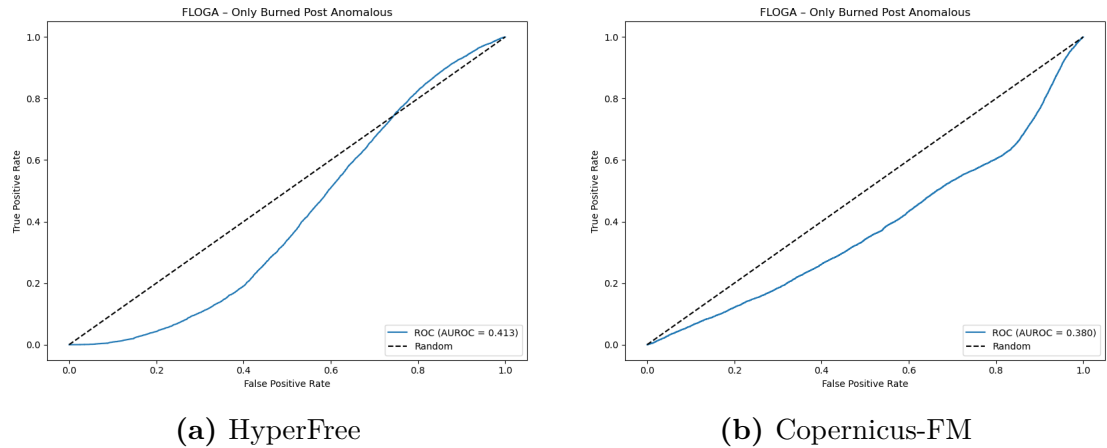 FLOGA – Only Burned Post Anomalous
1.0
0.8
0.6
0.4
0.2
0.0
True Positive Rate
0.0 0.2 0.4 0.6 0.8 1.0
False Positive Rate
ROC (AUROC = 0.413)
Random
(a) HyperFree
FLOGA – Only Burned Post Anomalous
1.0
0.8
0.6
0.4
0.2
0.0
True Positive Rate
0.0 0.2 0.4 0.6 0.8 1.0
False Positive Rate
ROC (AUROC = 0.380)
Random
(b) Copernicus-FM